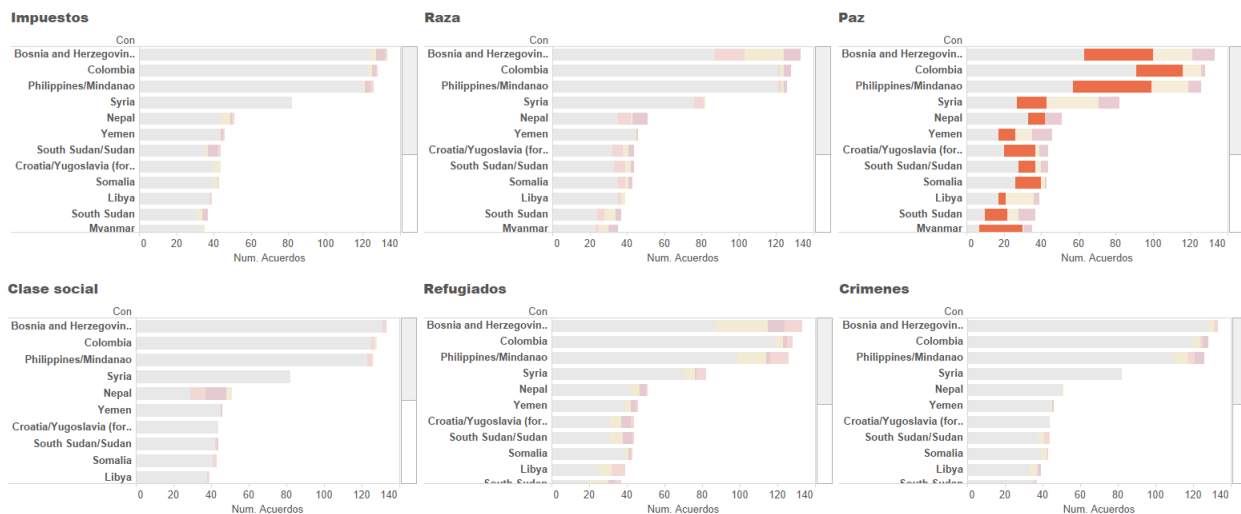 Impuestos
Con
Bosnia and Herzegovin..
Colombia
Philippines/Mindanao
Syria
Nepal
Yemen
South Sudan/Sudan
Croatia/Yugoslavia (for..
Somalia
Libya
South Sudan
Myanmar
0 20 40 60 80 100 120 140
Num. Acuerdos
Raza
Con
Bosnia and Herzegovin..
Colombia
Philippines/Mindanao
Syria
Nepal
Yemen
Croatia/Yugoslavia (for..
South Sudan/Sudan
Somalia
Libya
South Sudan
Myanmar
0 20 40 60 80 100 120 140
Num. Acuerdos
Paz
Con
Bosnia and Herzegovin..
Colombia
Philippines/Mindanao
Syria
Nepal
Yemen
Croatia/Yugoslavia (for..
South Sudan/Sudan
Somalia
Libya
South Sudan
Myanmar
0 20 40 60 80 100 120 140
Num. Acuerdos
Clase social
Con
Bosnia and Herzegovin..
Colombia
Philippines/Mindanao
Syria
Nepal
Yemen
Croatia/Yugoslavia (for..
South Sudan/Sudan
Somalia
Libya
0 20 40 60 80 100 120 140
Num. Acuerdos
Refugiados
Con
Bosnia and Herzegovin..
Colombia
Philippines/Mindanao
Syria
Nepal
Yemen
Croatia/Yugoslavia (for..
South Sudan/Sudan
Somalia
Libya
South Sudan
0 20 40 60 80 100 120 140
Num. Acuerdos
Crimenes
Con
Bosnia and Herzegovin..
Colombia
Philippines/Mindanao
Syria
Nepal
Yemen
Croatia/Yugoslavia (for..
South Sudan/Sudan
Somalia
Libya
South Sudan
0 20 40 60 80 100 120 140
Num. Acuerdos